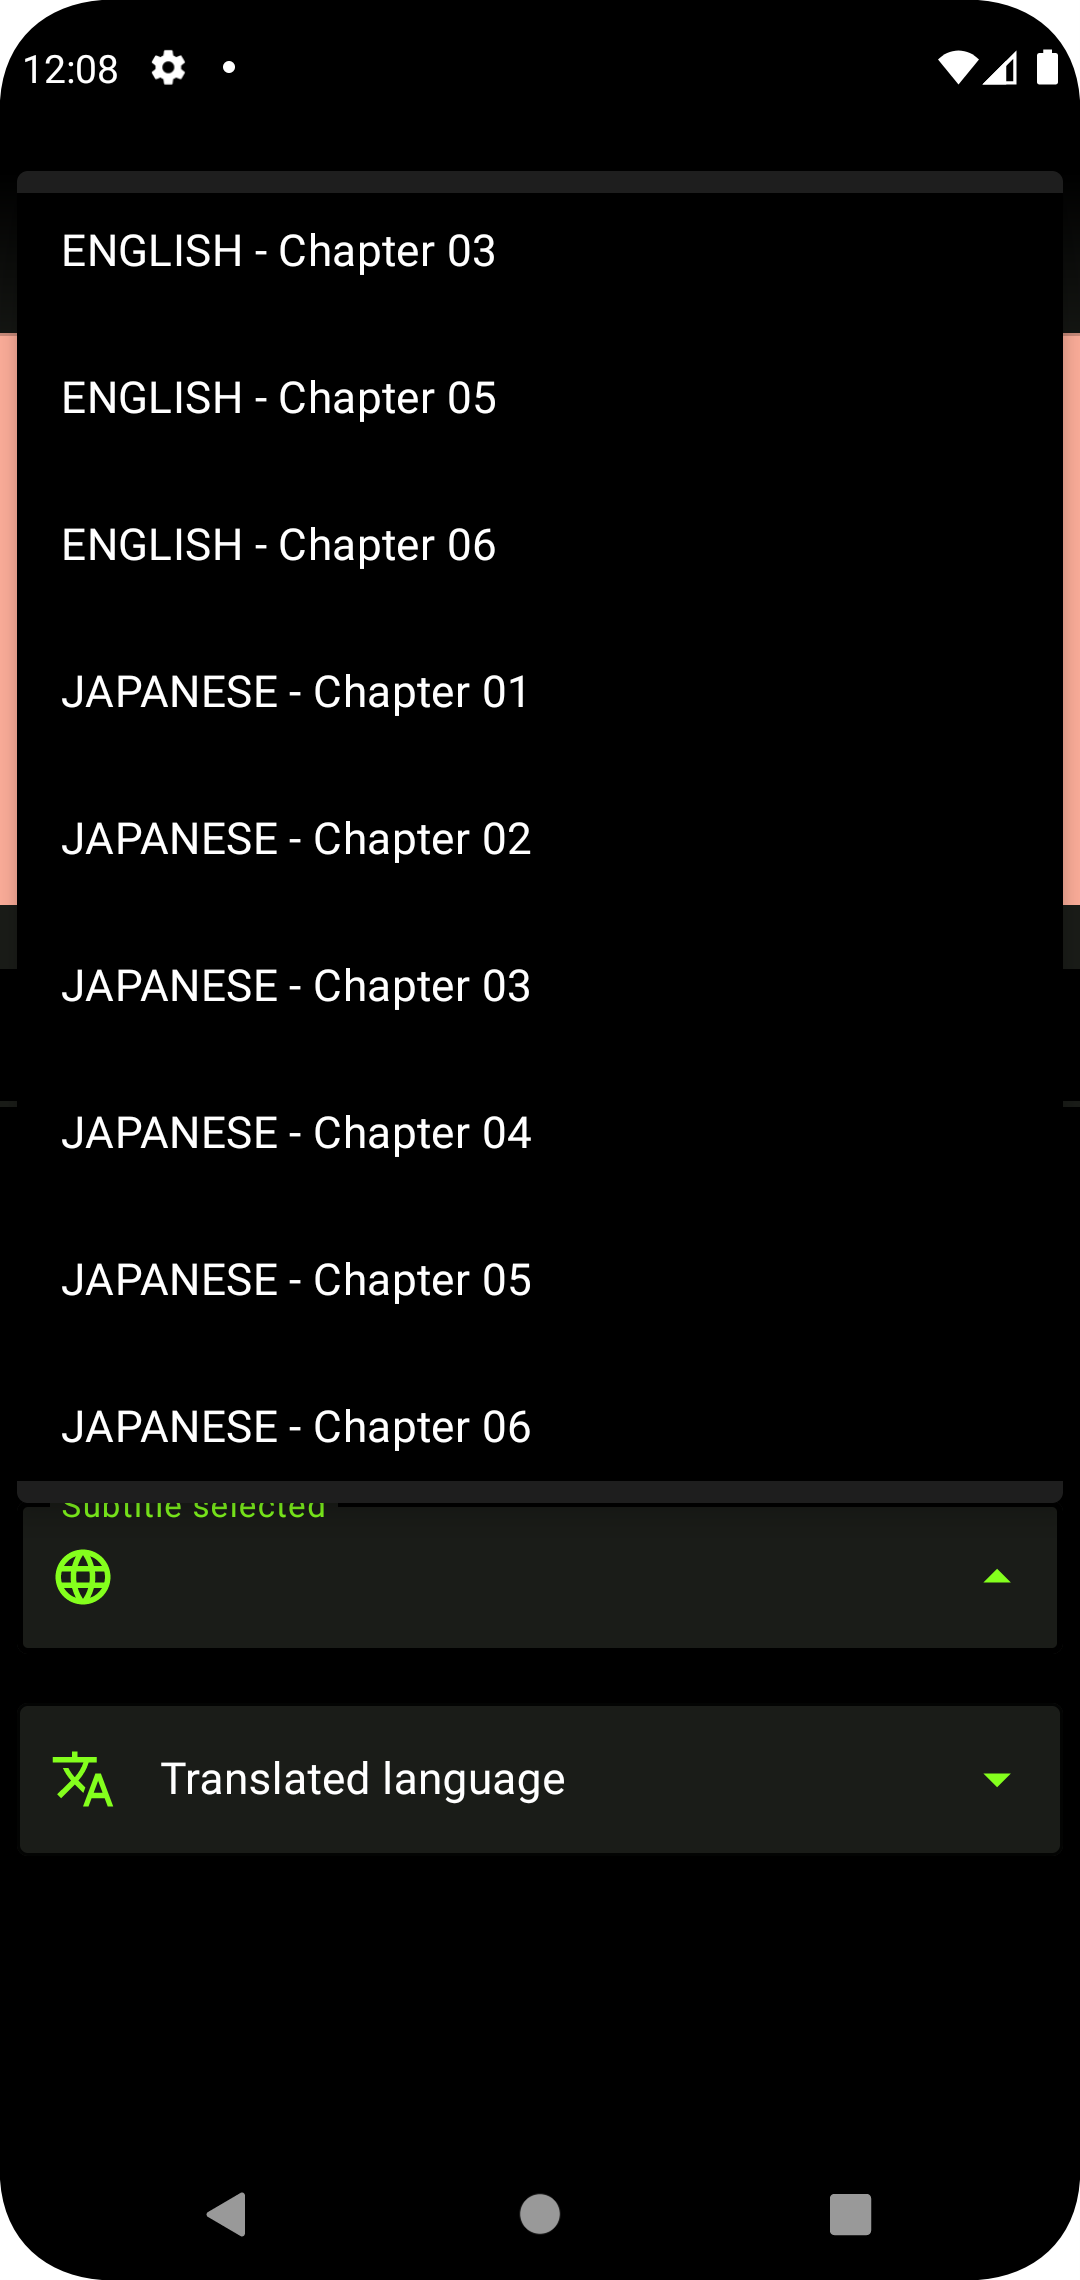 12:08
ENGLISH - Chapter 03
ENGLISH - Chapter 05
ENGLISH - Chapter 06
JAPANESE - Chapter 01
JAPANESE - Chapter 02
JAPANESE - Chapter 03
JAPANESE - Chapter 04
JAPANESE - Chapter 05
JAPANESE - Chapter 06
Subtitle selected
Translated language